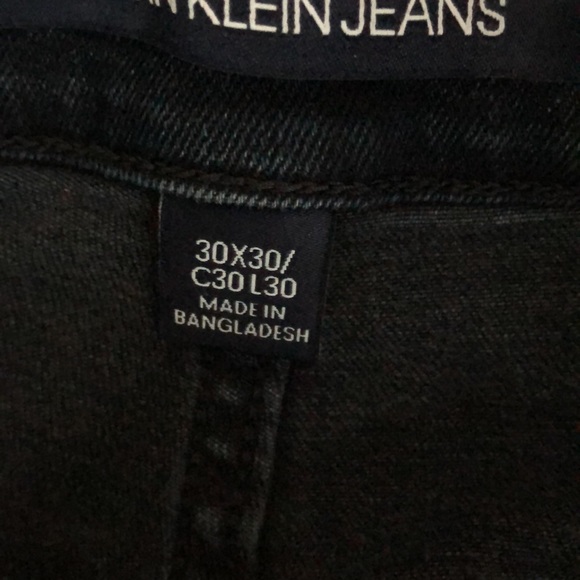 KLEIN JEANS
30X30/
C30 L30
MADE IN
BANGLADESH